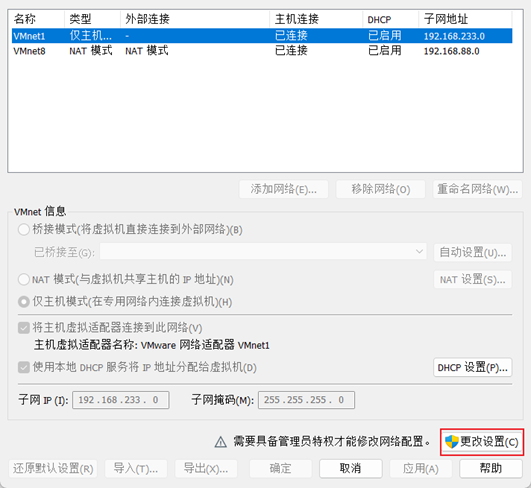 名称 类型 外部连接 主机连接 DHCP 子网地址
VMnet1 仅主机... - 已连接 已启用 192.168.233.0
VMnet8 NAT 模式 NAT 模式 已连接 已启用 192.168.88.0
添加网络(E)... 移除网络(O) 重命名网络(W)...
VMnet 信息
桥接模式(将虚拟机直接连接到外部网络)(B)
已桥接至(G): 自动设置(U)...
NAT 模式(与虚拟机共享主机的 IP 地址)(N) NAT 设置(S)...
仅主机模式(在专用网络内连接虚拟机)(H)
将主机虚拟适配器连接到此网络(V)
主机虚拟适配器名称: VMware 网络适配器 VMnet1
使用本地 DHCP 服务将 IP 地址分配给虚拟机(D) DHCP 设置(P)...
子网 IP (I): 192.168.233. 0 子网掩码(M): 255.255.255. 0
需要具备管理员特权才能修改网络配置。 更改设置(C)
还原默认设置(R) 导入(T)... 导出(X)... 确定 取消 应用(A) 帮助